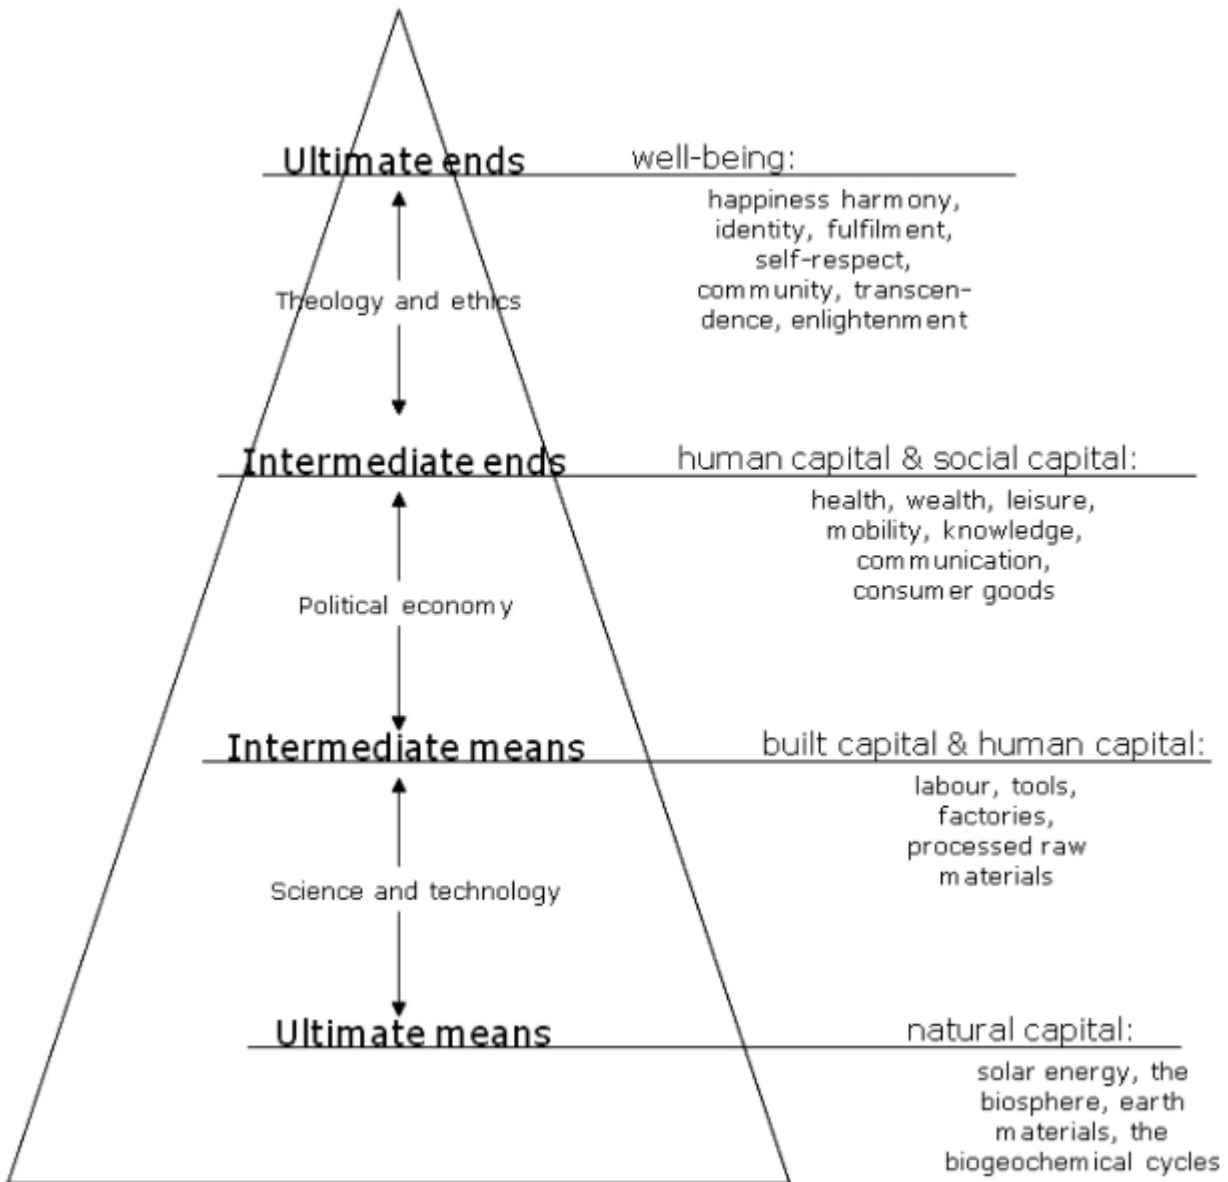 Ultimate ends
well-being:
happiness harmony,
identity, fulfilment,
self-respect,
community, transcen-
dence, enlightenment
Theology and ethics
Intermediate ends
human capital & social capital:
health, wealth, leisure,
mobility, knowledge,
communication,
consumer goods
Political economy
Intermediate means
built capital & human capital:
labour, tools,
factories,
processed raw
materials
Science and technology
Ultimate means
natural capital:
solar energy, the
biosphere, earth
materials, the
biogeochemical cycles